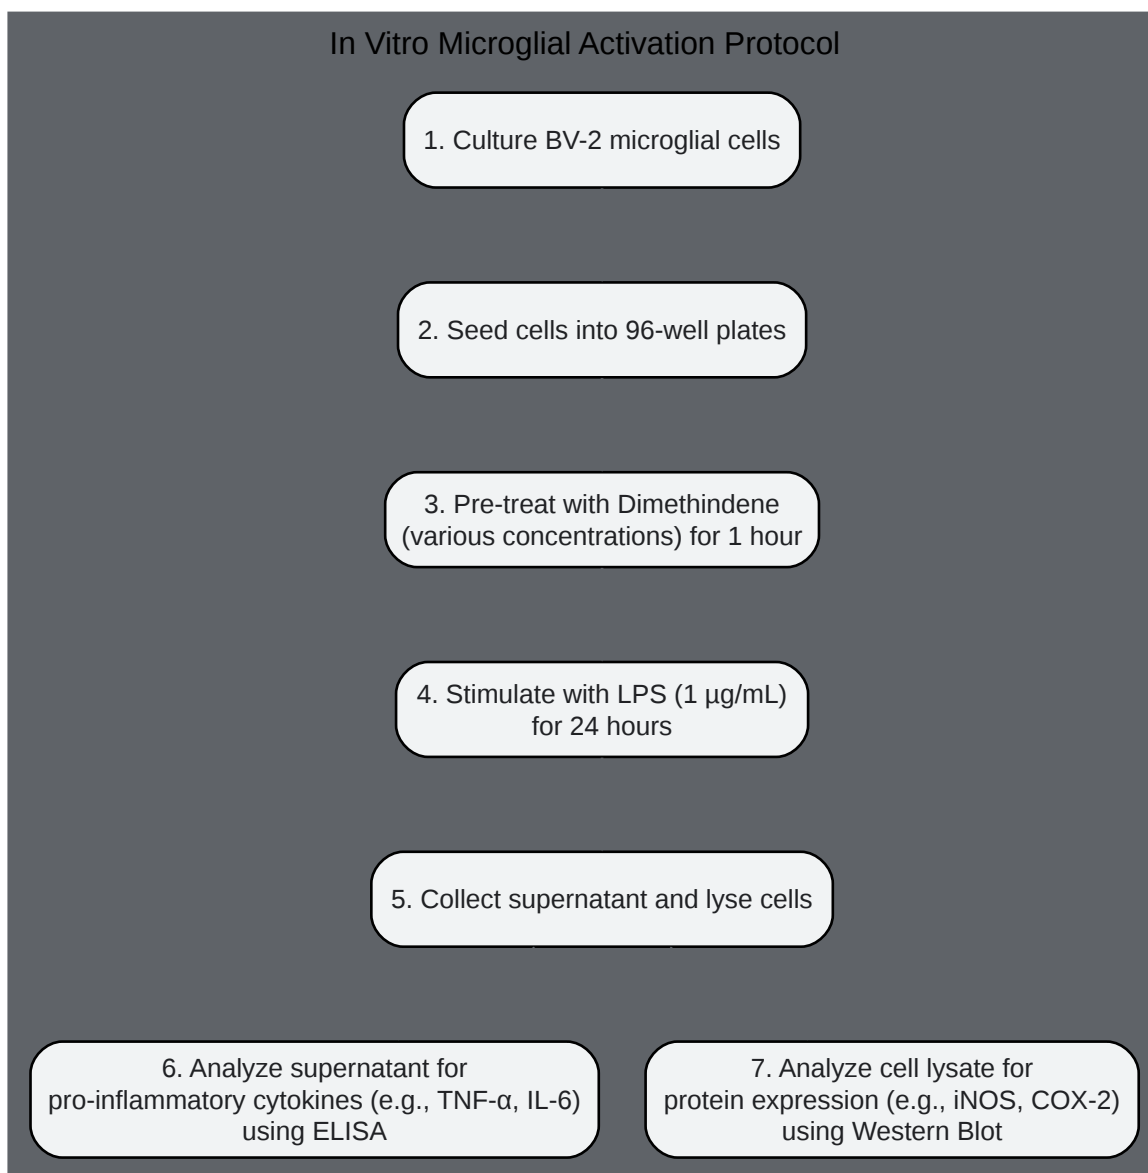 In Vitro Microglial Activation Protocol
1. Culture BV-2 microglial cells
2. Seed cells into 96-well plates
3. Pre-treat with Dimethindene
(various concentrations) for 1 hour
4. Stimulate with LPS (1 µg/mL)
for 24 hours
5. Collect supernatant and lyse cells
6. Analyze supernatant for
pro-inflammatory cytokines (e.g., TNF-α, IL-6)
using ELISA
7. Analyze cell lysate for
protein expression (e.g., iNOS, COX-2)
using Western Blot